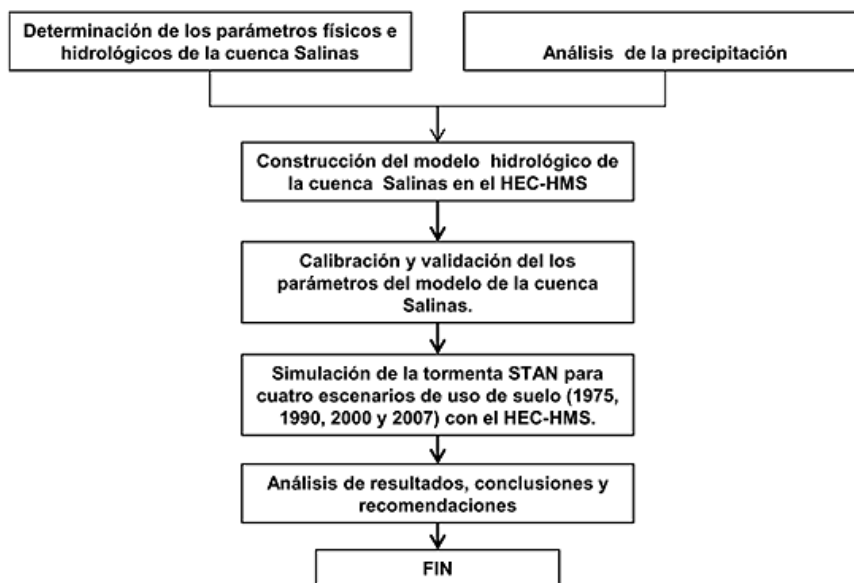 Determinación de los parámetros físicos e
hidrológicos de la cuenca Salinas
Análisis de la precipitación
Construcción del modelo hidrológico de
la cuenca Salinas en el HEC-HMS
Calibración y validación del los
parámetros del modelo de la cuenca
Salinas.
Simulación de la tormenta STAN para
cuatro escenarios de uso de suelo (1975,
1990, 2000 y 2007) con el HEC-HMS.
Análisis de resultados, conclusiones y
recomendaciones
FIN